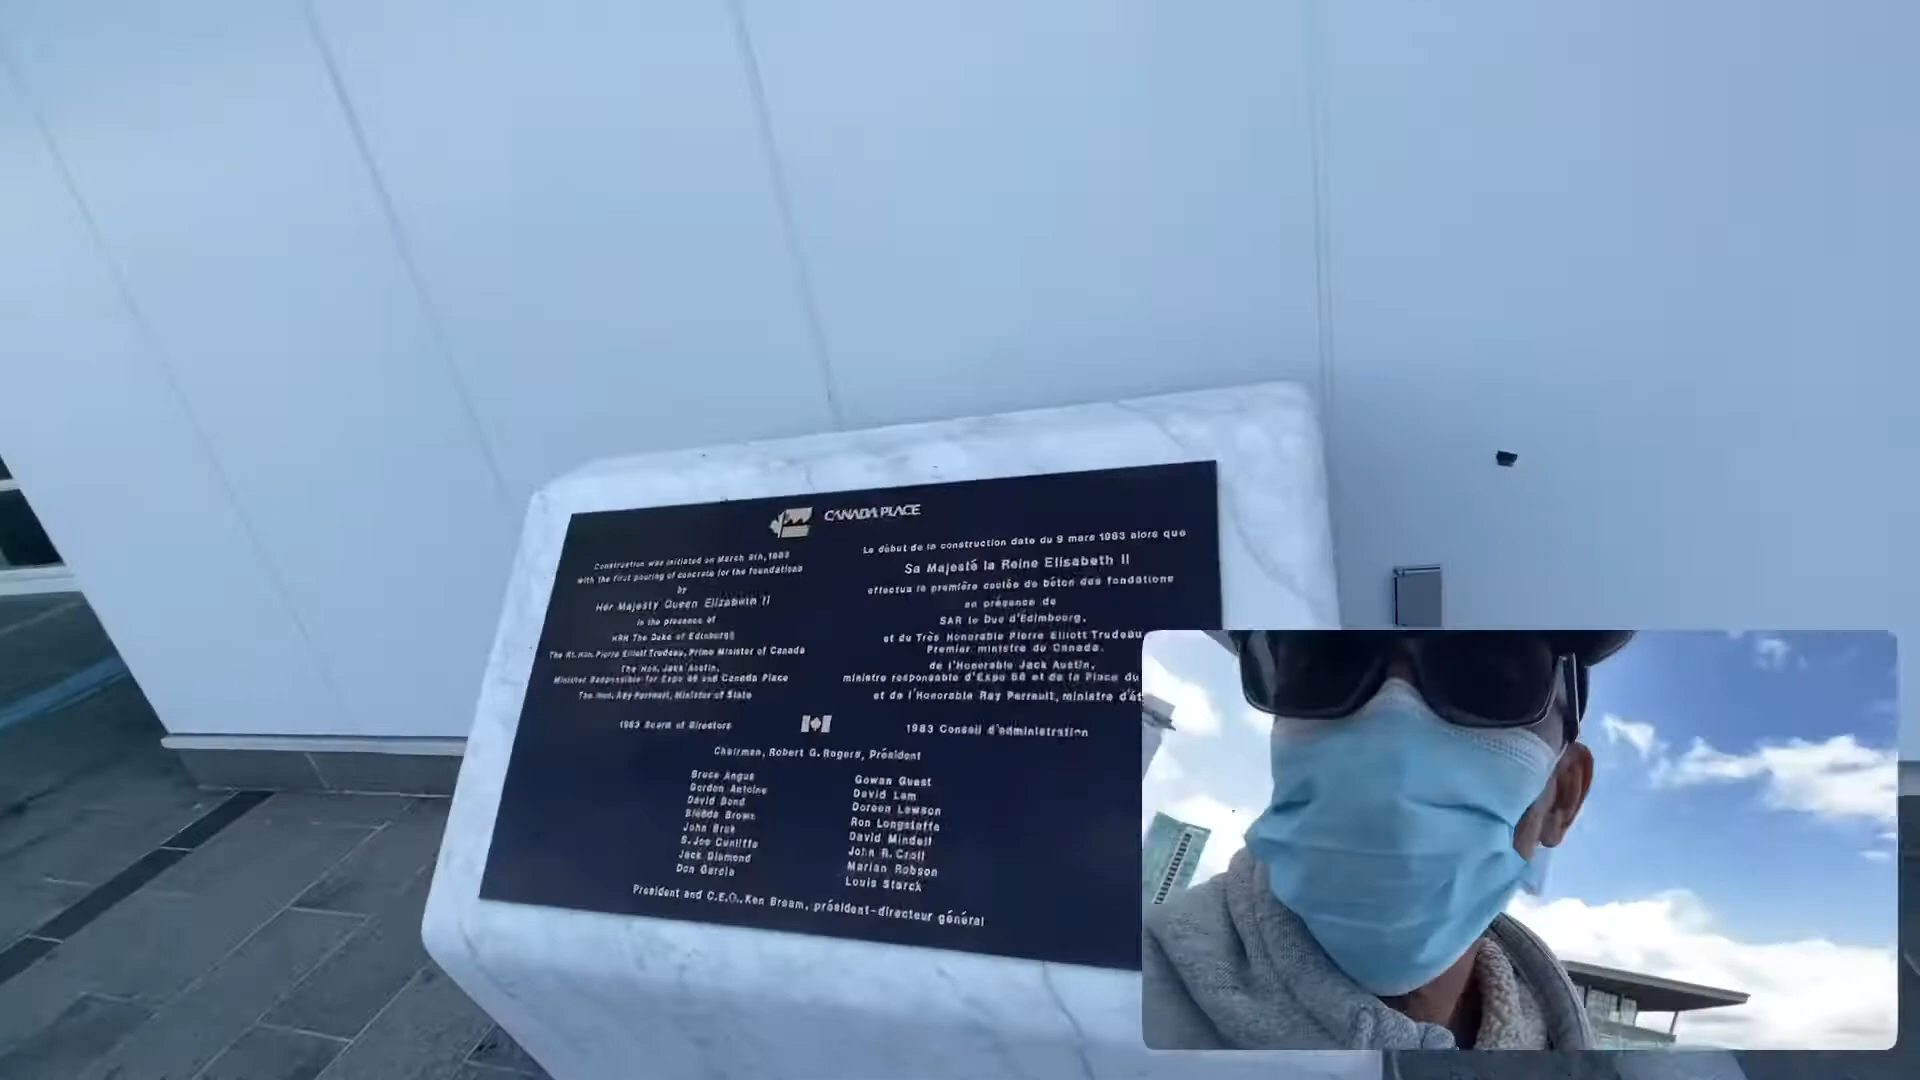 CANADA PLACE
Construction was initiated on March 9th, 1983
with the first pouring of concrete for the foundations
by
Her Majesty Queen Elizabeth II
in the presence of
HRH The Duke of Edinburgh
The Rt. Hon. Pierre Elliott Trudeau, Prime Minister of Canada
The Hon. Jack Austin,
Minister Responsible for Expo 86 and Canada Place
The Hon. Ray Perrault, Minister of State
Le début de la construction date du 9 mars 1983 alors que
Sa Majesté la Reine Elisabeth II
effectua la première coulée de béton des fondations
en présence de
SAR le Duc d'Edimbourg,
et du Très Honorable Pierre Elliott Trudeau
Premier ministre du Canada,
de l'Honorable Jack Austin,
ministre responsable d'Expo 86 et de la Place du
et de l'Honorable Ray Perrault, ministre d'ét
1983 Board of Directors
1983 Conseil d'administration
Chairman, Robert G. Rogers, Président
Bruce Angus
Gordon Antoine
David Bond
Brenda Brown
John Bruk
S. Joe Cunliffe
Jack Diamond
Don Garcia
Gowan Guest
David Lam
Doreen Lawson
Ron Longstaffe
David Mindell
John R. Croll
Marian Robson
Louis Starck
President and C.E.O., Ken Bream, président-directeur général